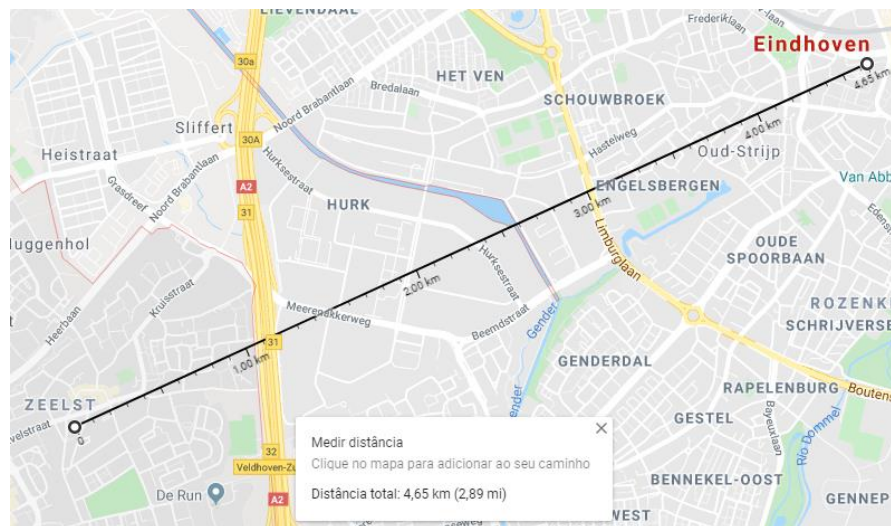 LIEVENDAAL
Frederiklaan
Eindhoven
30a
HET VEN
4,65 km
Bredalaan
SCHOUWBROEK
Noord Brabantlaan
Sliffert
30A
Hastelweg
4,00 km
Oud-Strijp
Heistraat
Hurksestraat
Grasdreef
Noord Brabantlaan
A2
ENGELSBERGEN
Van Abb
HURK
31
3,00 km
Limburglaan
Edens
uggenhol
OUDE
SPOORBAAN
Kruisstraat
2,00 km
Hurksestraat
Heerbaan
Meerenakkerweg
Gender
Beemdstraat
ROZENK
SCHRIJVERSE
31
1,00 km
GENDERDAL
ender
RAPELENBURG
Boutens
ZEELST
0
velstraat
GESTEL
Bayeuxlaan
Rio Dommel
Medir distância
Clique no mapa para adicionar ao seu caminho
Distância total: 4,65 km (2,89 mi)
32
Veldhoven-Zu
De Run
A2
BENNEKEL-OOST
GENNEP
WEST